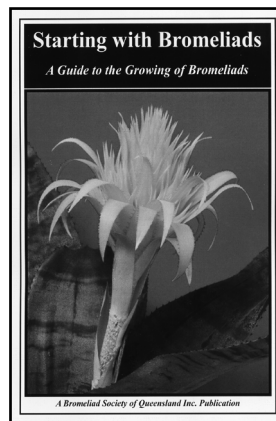 Starting with Bromeliads
A Guide to the Growing of Bromeliads
A Bromeliad Society of Queensland Inc. Publication